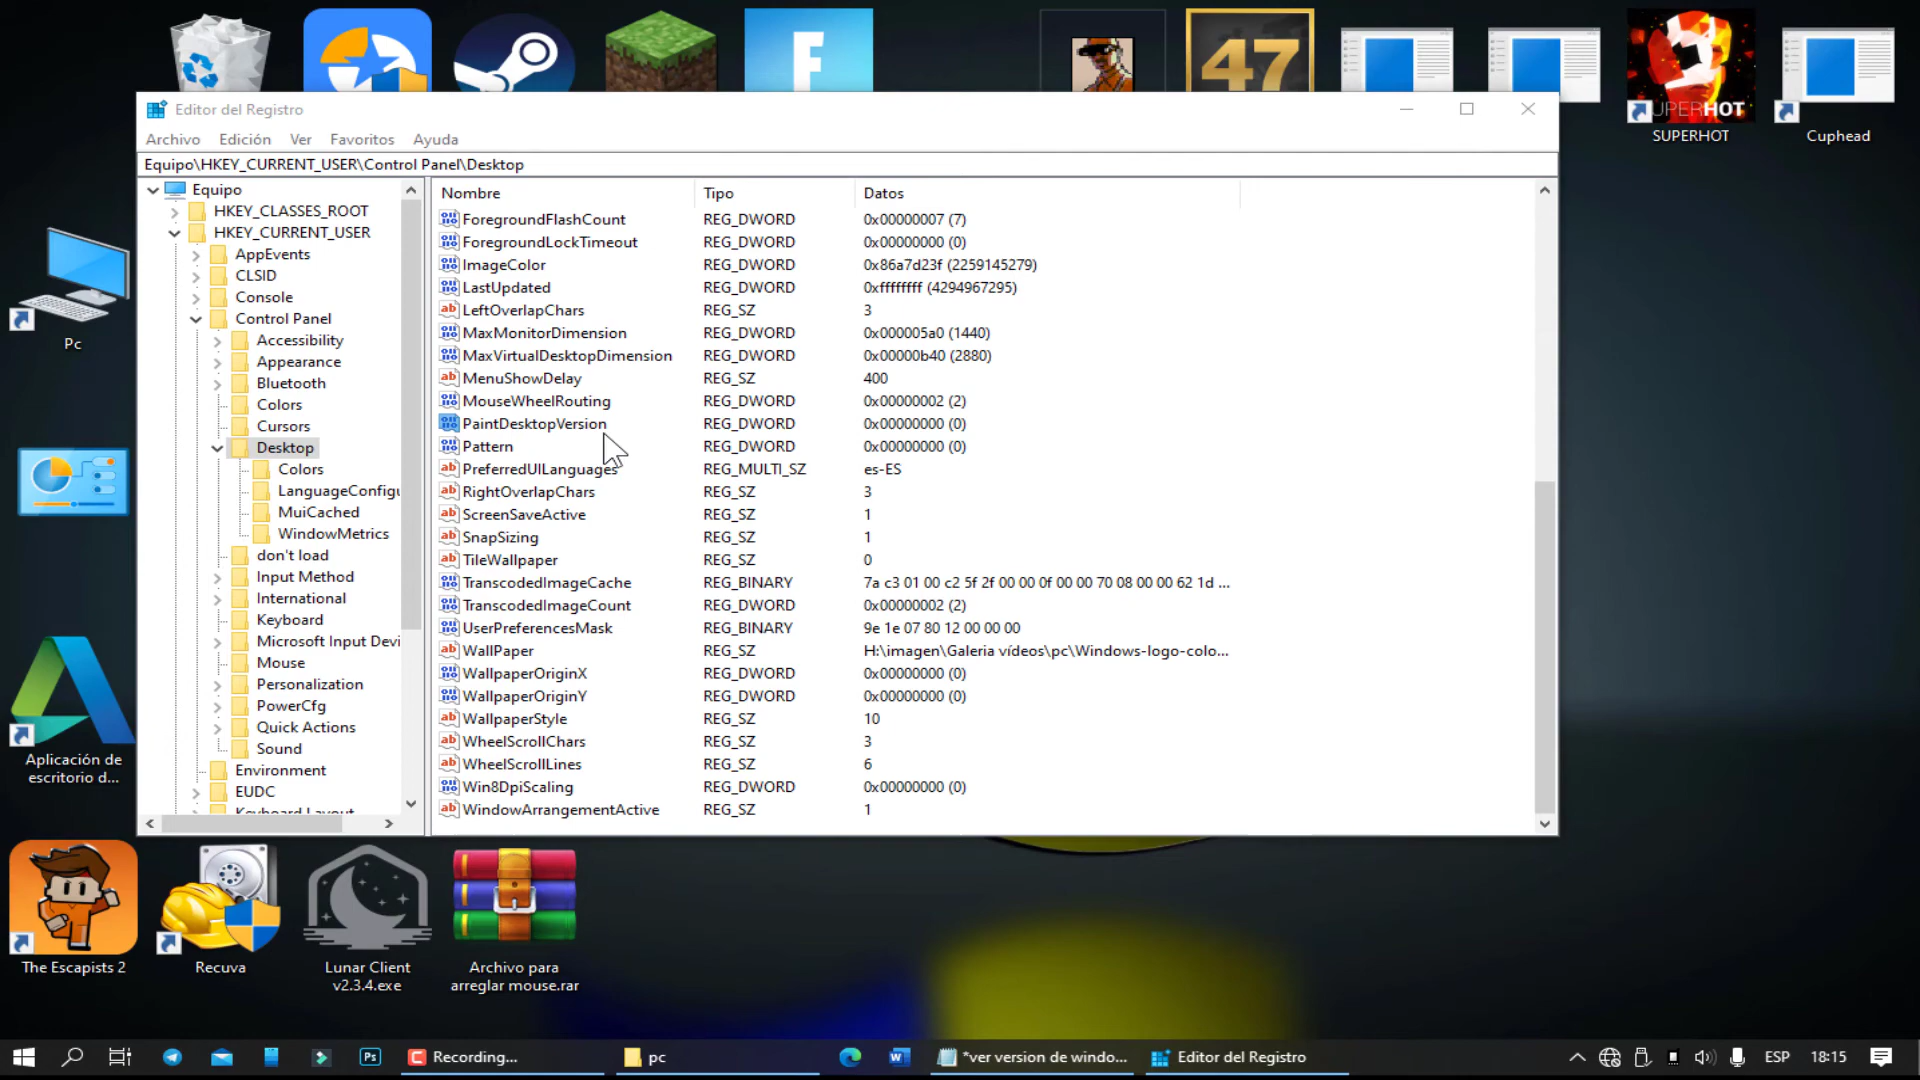 47
SUPERHOT
SUPERHOT
Cuphead
Editor del Registro
Archivo Edición Ver Favoritos Ayuda
Equipo\HKEY_CURRENT_USER\Control Panel\Desktop
Equipo
HKEY_CLASSES_ROOT
HKEY_CURRENT_USER
AppEvents
CLSID
Console
Control Panel
Accessibility
Appearance
Bluetooth
Colors
Cursors
Desktop
Colors
LanguageConfigu
MuiCached
WindowMetrics
don't load
Input Method
International
Keyboard
Microsoft Input Devi
Mouse
Personalization
PowerCfg
Quick Actions
Sound
Environment
EUDC
Keyboard Layout
Nombre Tipo Datos
ForegroundFlashCount REG_DWORD 0x00000007 (7)
ForegroundLockTimeout REG_DWORD 0x00000000 (0)
ImageColor REG_DWORD 0x86a7d23f (2259145279)
LastUpdated REG_DWORD 0xffffffff (4294967295)
LeftOverlapChars REG_SZ 3
MaxMonitorDimension REG_DWORD 0x000005a0 (1440)
MaxVirtualDesktopDimension REG_DWORD 0x00000b40 (2880)
MenuShowDelay REG_SZ 400
MouseWheelRouting REG_DWORD 0x00000002 (2)
PaintDesktopVersion REG_DWORD 0x00000000 (0)
Pattern REG_DWORD 0x00000000 (0)
PreferredUILanguages REG_MULTI_SZ es-ES
RightOverlapChars REG_SZ 3
ScreenSaveActive REG_SZ 1
SnapSizing REG_SZ 1
TileWallpaper REG_SZ 0
TranscodedImageCache REG_BINARY 7a c3 01 00 c2 5f 2f 00 00 0f 00 00 70 08 00 00 62 1d ...
TranscodedImageCount REG_DWORD 0x00000002 (2)
UserPreferencesMask REG_BINARY 9e 1e 07 80 12 00 00 00
WallPaper REG_SZ H:\imagen\Galeria vídeos\pc\Windows-logo-colo...
WallpaperOriginX REG_DWORD 0x00000000 (0)
WallpaperOriginY REG_DWORD 0x00000000 (0)
WallpaperStyle REG_SZ 10
WheelScrollChars REG_SZ 3
WheelScrollLines REG_SZ 6
Win8DpiScaling REG_DWORD 0x00000000 (0)
WindowArrangementActive REG_SZ 1
Pc
Aplicación de
escritorio d...
The Escapists 2
Recuva
Lunar Client
v2.3.4.exe
Archivo para
arreglar mouse.rar
Ps
Recording...
pc
*ver version de windo...
Editor del Registro
ESP
18:15